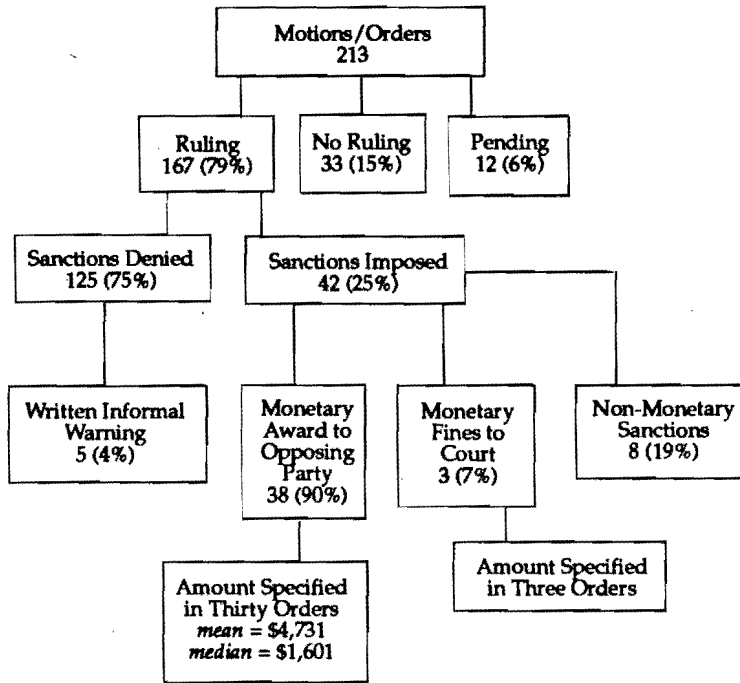 Motions/Orders
213
Ruling
167 (79%)
No Ruling
33 (15%)
Pending
12 (6%)
Sanctions Denied
125 (75%)
Sanctions Imposed
42 (25%)
Written Informal
Warning
5 (4%)
Monetary
Award to
Opposing
Party
38 (90%)
Monetary
Fines to
Court
3 (7%)
Non-Monetary
Sanctions
8 (19%)
Amount Specified
in Thirty Orders
mean = $4,731
median = $1,601
Amount Specified
in Three Orders